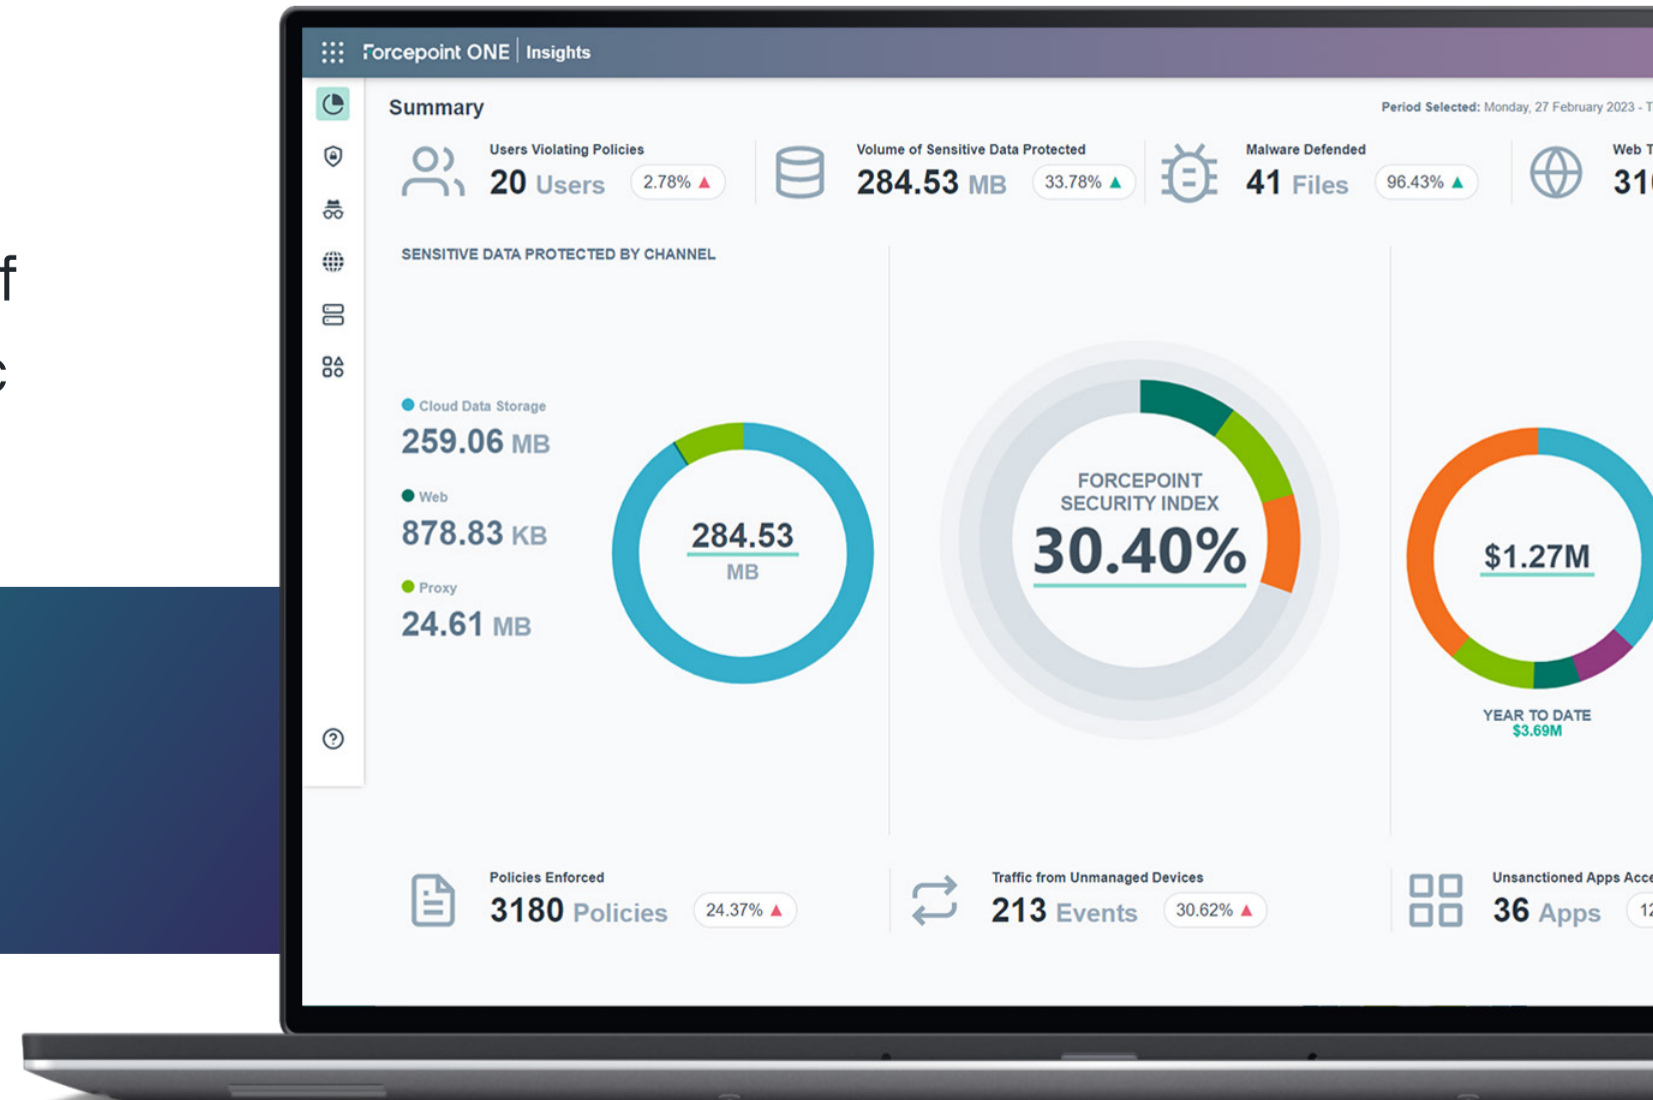 f
Forcepoint ONE | Insights
Summary
Period Selected: Monday, 27 February 2023 -
Users Violating Policies
20 Users 2.78% ▲
Volume of Sensitive Data Protected
284.53 MB 33.78% ▲
Malware Defended
41 Files 96.43% ▲
Web
31
SENSITIVE DATA PROTECTED BY CHANNEL
Cloud Data Storage
259.06 MB
Web
878.83 KB
Proxy
24.61 MB
284.53
MB
FORCEPOINT
SECURITY INDEX
30.40%
$1.27M
YEAR TO DATE
$3.69M
Policies Enforced
3180 Policies 24.37% ▲
Traffic from Unmanaged Devices
213 Events 30.62% ▲
Unsanctioned Apps
36 Apps